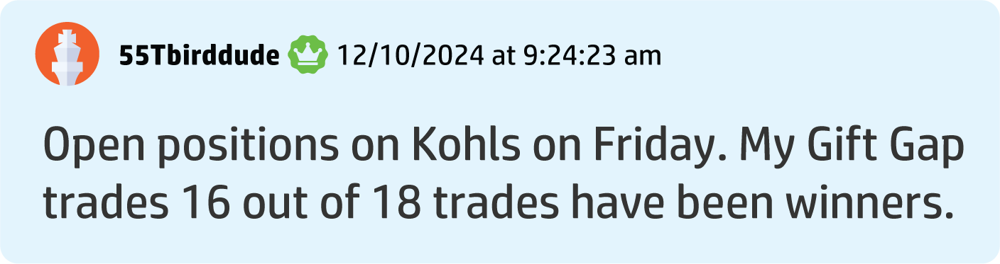 55Tbirddude 12/10/2024 at 9:24:23 am
Open positions on Kohls on Friday. My Gift Gap
trades 16 out of 18 trades have been winners.